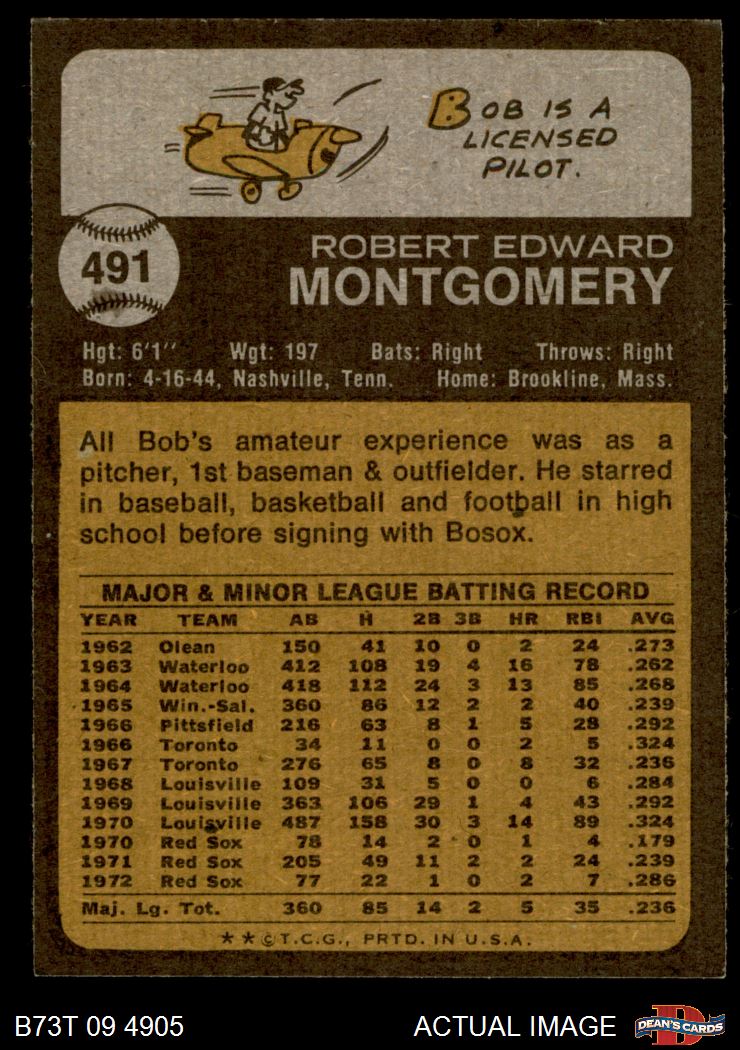 BOB IS A
LICENSED
PILOT.
491
ROBERT EDWARD
MONTGOMERY
Hgt: 6'1" Wgt: 197 Bats: Right Throws: Right
Born: 4-16-44, Nashville, Tenn. Home: Brookline, Mass.
All Bob's amateur experience was as a
pitcher, 1st baseman & outfielder. He starred
in baseball, basketball and football in high
school before signing with Bosox.
MAJOR & MINOR LEAGUE BATTING RECORD
YEAR TEAM AB H 2B 3B HR RBI AVG
1962 Olean 150 41 10 0 2 24 .273
1963 Waterloo 412 108 19 4 16 78 .262
1964 Waterloo 418 112 24 3 13 85 .268
1965 Win.-Sal. 360 86 12 2 2 40 .239
1966 Pittsfield 216 63 8 1 5 28 .292
1966 Toronto 34 11 0 0 2 5 .324
1967 Toronto 276 65 8 0 8 32 .236
1968 Louisville 109 31 5 0 0 6 .284
1969 Louisville 363 106 29 1 4 43 .292
1970 Louisville 487 158 30 3 14 89 .324
1970 Red Sox 78 14 2 0 1 4 .179
1971 Red Sox 205 49 11 2 2 24 .239
1972 Red Sox 77 22 1 0 2 7 .286
Maj. Lg. Tot. 360 85 14 2 5 35 .236
**©T.C.G., PRTD. IN U.S.A.
B73T 09 4905 ACTUAL IMAGE DEAN'S CARDS